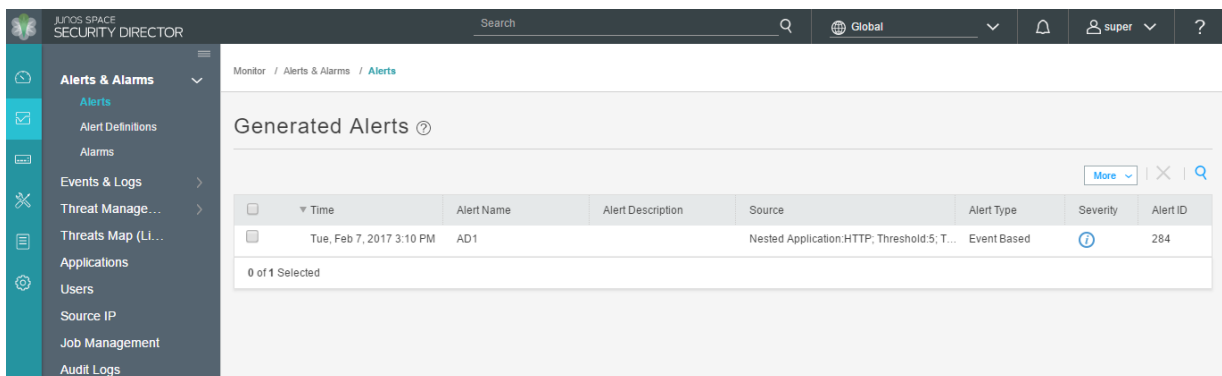 JUNOS SPACE
SECURITY DIRECTOR
Search
Global
super
?
Alerts & Alarms
Alerts
Alert Definitions
Alarms
Events & Logs
Threat Manage...
Threats Map (Li...
Applications
Users
Source IP
Job Management
Audit Logs
Monitor / Alerts & Alarms / Alerts
Generated Alerts ?
More
Time Alert Name Alert Description Source Alert Type Severity Alert ID
Tue, Feb 7, 2017 3:10 PM AD1 Nested Application:HTTP; Threshold:5; T... Event Based i 284
0 of 1 Selected